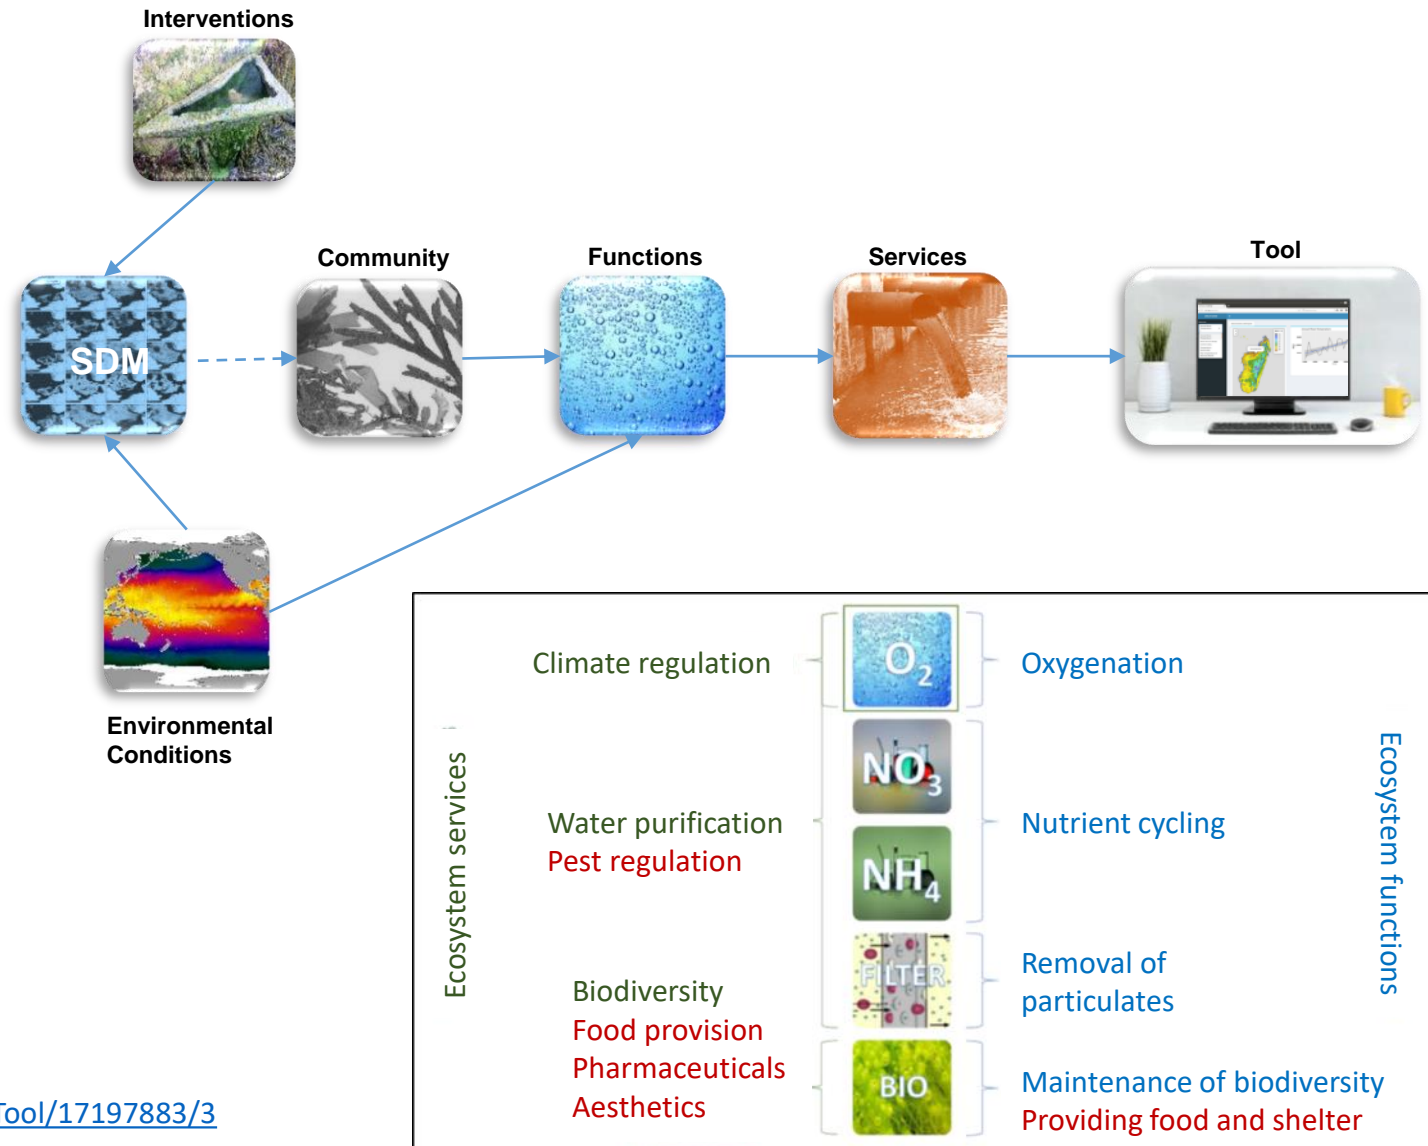 Interventions
Community
Functions
Services
Tool
SDM
Environmental
Conditions
Ecosystem services
Climate regulation
O2
Oxygenation
NO3
Water purification
Nutrient cycling
Pest regulation
NH4
Ecosystem functions
FILTER
Removal of
particulates
Biodiversity
Food provision
Pharmaceuticals
Aesthetics
BIO
Maintenance of biodiversity
Providing food and shelter
Tool/17197883/3